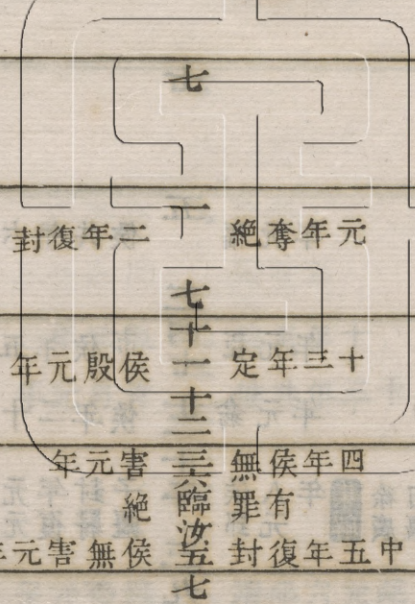 七
元年奪絕
一
二年復封
七
十
十三年定
一
侯殷元年
十二
四年侯無
三六
害元年
有罪
臨
絕
汝
中五年復封
五
侯無害元年
七